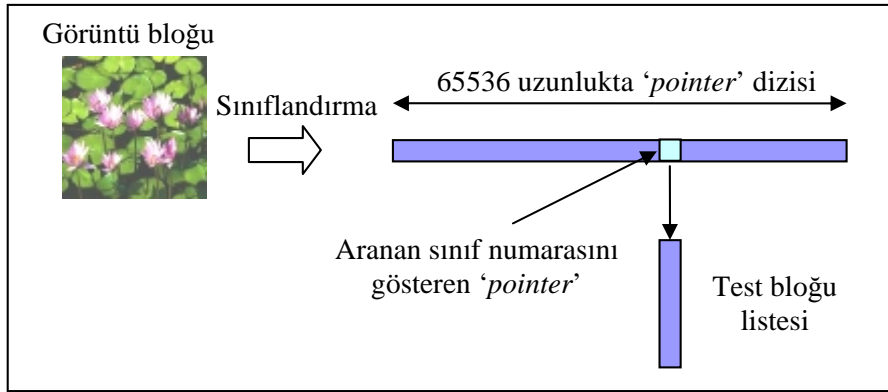 Görüntü bloğu
65536 uzunlukta ‘pointer’ dizisi
Sınıflandırma
Aranan sınıf numarasını
gösteren ‘pointer’
Test bloğu
listesi